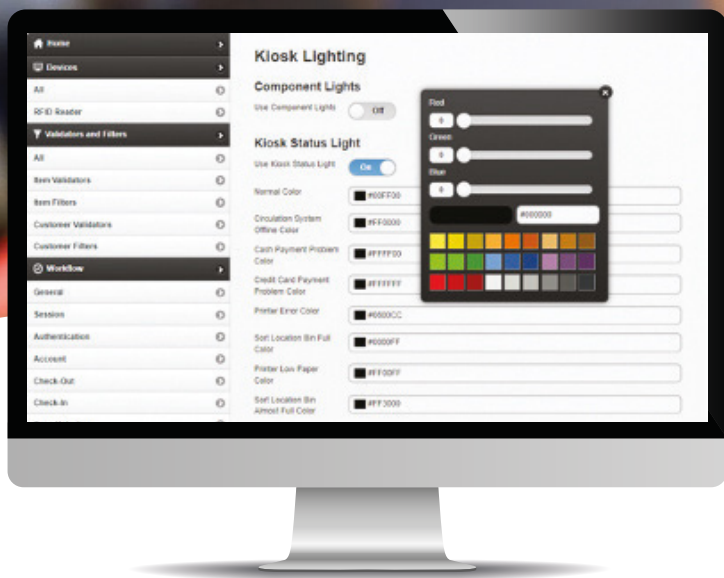 Home
Devices
All
RFID Reader
Validators and Filters
All
Item Validators
Item Filters
Customer Validators
Customer Filters
Workflow
General
Session
Authentication
Account
Check-Out
Check-In
Kiosk Lighting
Component Lights
Use Component Lights
Off
Kiosk Status Light
Use Kiosk Status Light
On
Normal Color
#00FF00
Circulation System
Offline Color
#FF0000
Cash Payment Problem
Color
#FFFF00
Credit Card Payment
Problem Color
#FFFFFF
Printer Error Color
#0600CC
Sort Location Bin Full
Color
#0000FF
Printer Low Paper
Color
#FF00FF
Sort Location Bin
Almost Full Color
#FF3000
Red
0
Green
0
Blue
0
#000000